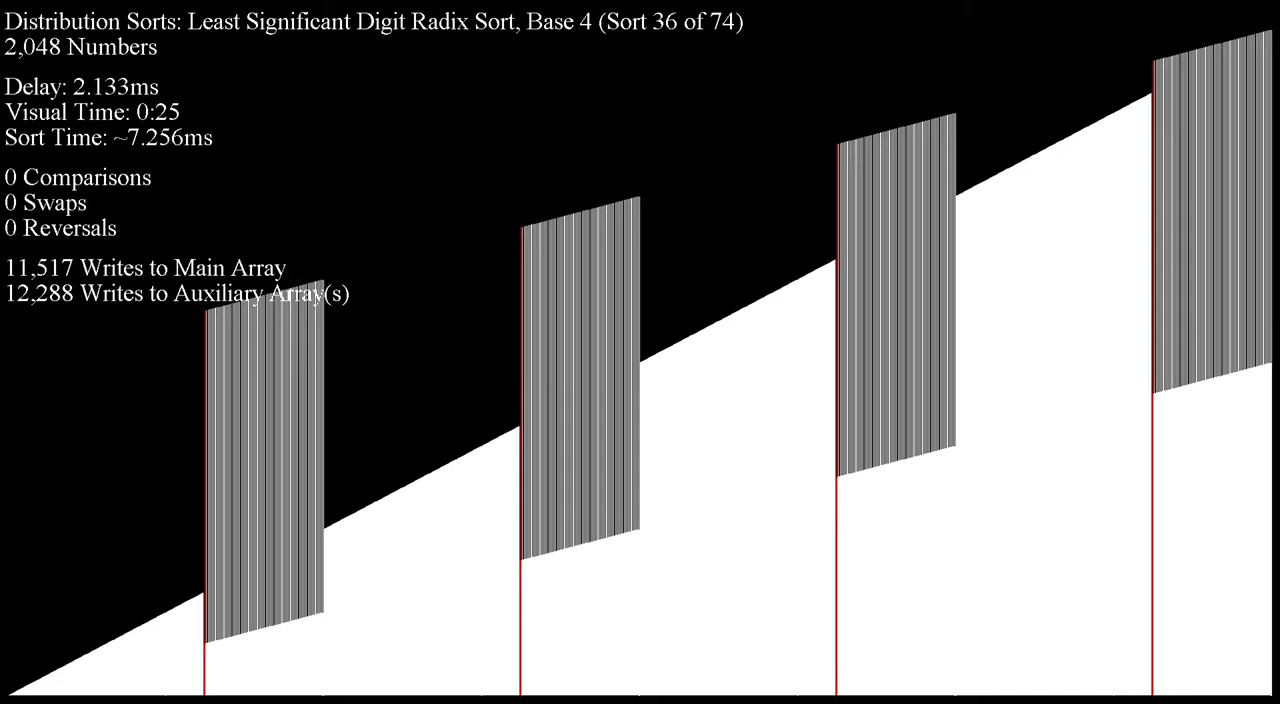 Distribution Sorts: Least Significant Digit Radix Sort, Base 4 (Sort 36 of 74)
2,048 Numbers
Delay: 2.133ms
Visual Time: 0:25
Sort Time: ~7.256ms
0 Comparisons
0 Swaps
0 Reversals
11,517 Writes to Main Array
12,288 Writes to Auxiliary Array(s)